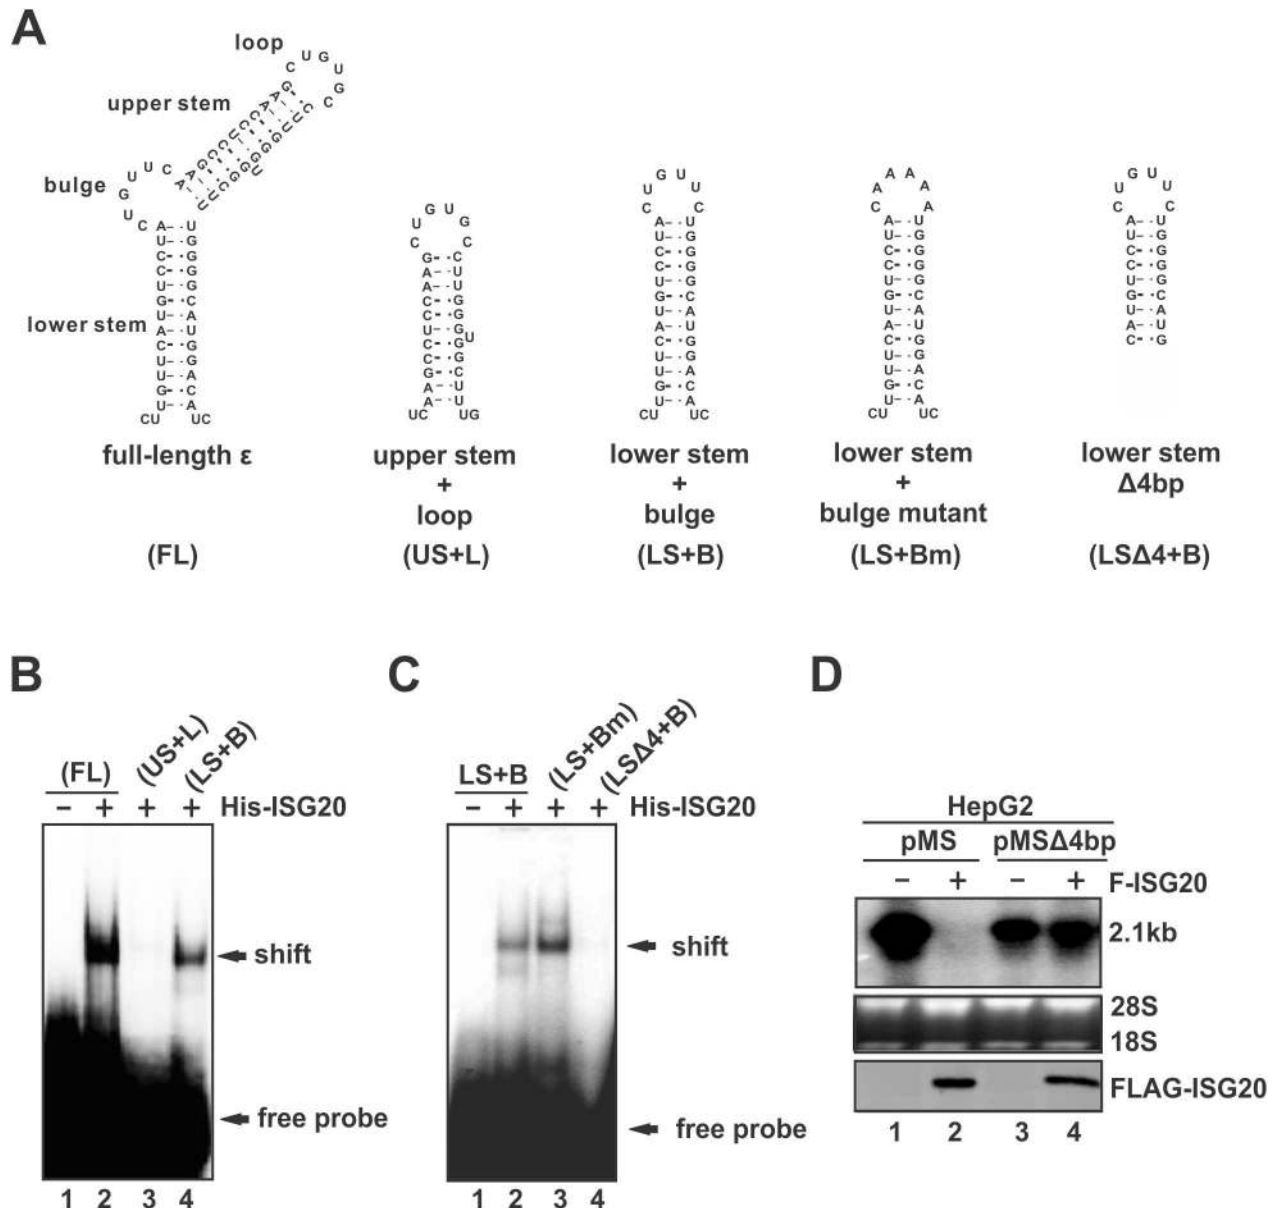 A
loop
upper stem
bulge
lower stem
full-length ε
(FL)
upper stem
+
loop
(US+L)
lower stem
+
bulge
(LS+B)
lower stem
+
bulge mutant
(LS+Bm)
lower stem
Δ4bp
(LSΔ4+B)
B
(FL)
(US+L)
(LS+B)
− + + + His-ISG20
shift
free probe
1 2 3 4
C
LS+B
(LS+Bm)
(LSΔ4+B)
− + + + His-ISG20
shift
free probe
1 2 3 4
D
HepG2
pMS pMSΔ4bp
− + − + F-ISG20
2.1kb
28S
18S
FLAG-ISG20
1 2 3 4